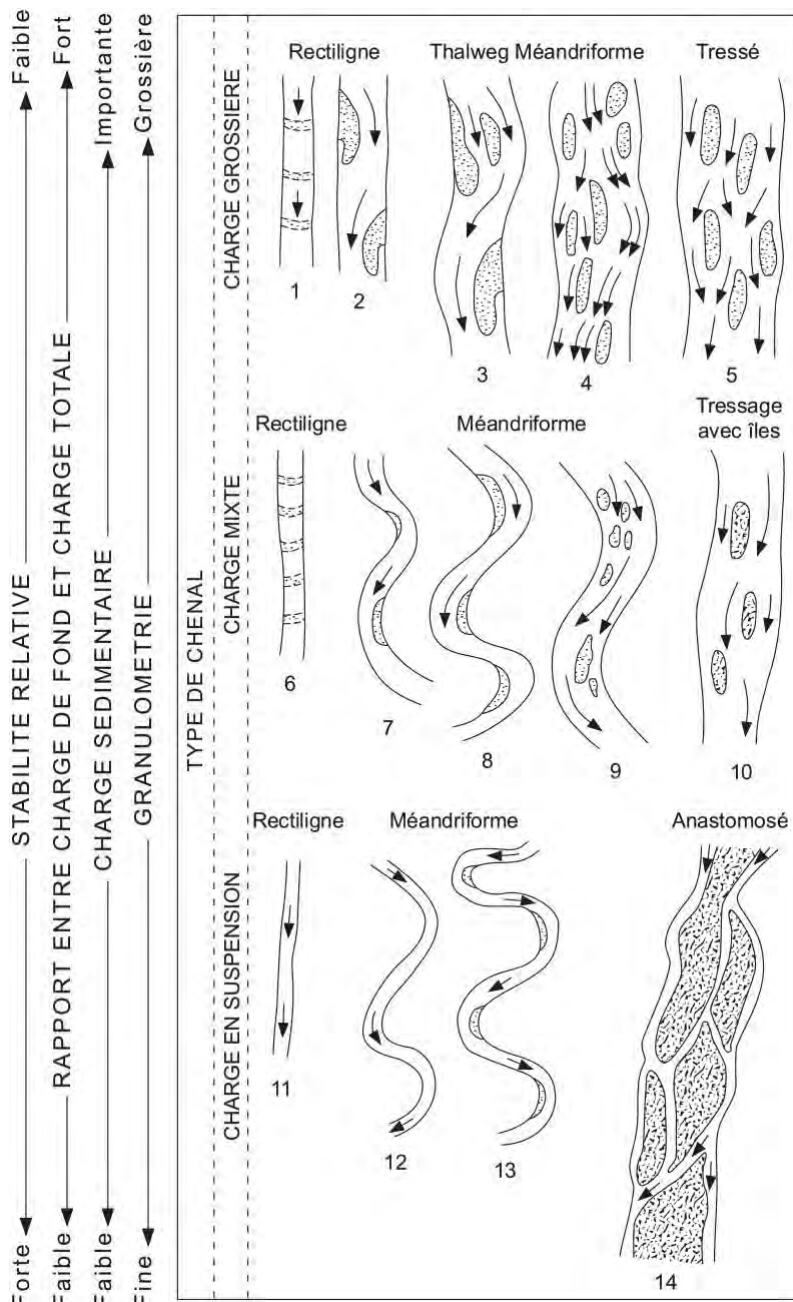 Faible
STABILITE RELATIVE
Forte
Fort
RAPPORT ENTRE CHARGE DE FOND ET CHARGE TOTALE
Faible
Importante
CHARGE SEDIMENTAIRE
Faible
Grossière
GRANULOMETRIE
Fine
TYPE DE CHENAL
CHARGE GROSSIERE
Rectiligne
Thalweg Méandriforme
Tressé
1
2
3
4
5
CHARGE MIXTE
Rectiligne
Méandriforme
Tressage
avec îles
6
7
8
9
10
CHARGE EN SUSPENSION
Rectiligne
Méandriforme
Anastomosé
11
12
13
14